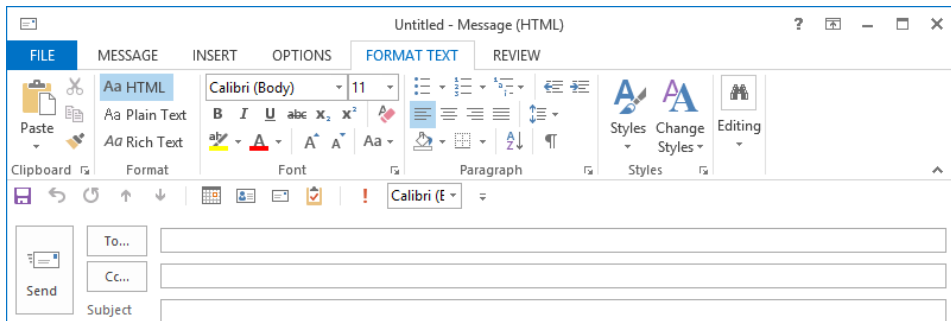 Untitled - Message (HTML) ?
FILE MESSAGE INSERT OPTIONS FORMAT TEXT REVIEW
Aa HTML Calibri (Body) 11
Paste Aa Plain Text B I U abc X₂ X² Styles Change Styles Editing
Aa Rich Text aby A A A Aa A Z ¶
Clipboard Format Font Paragraph Styles
! Calibri (E
To...
Cc...
Send
Subject